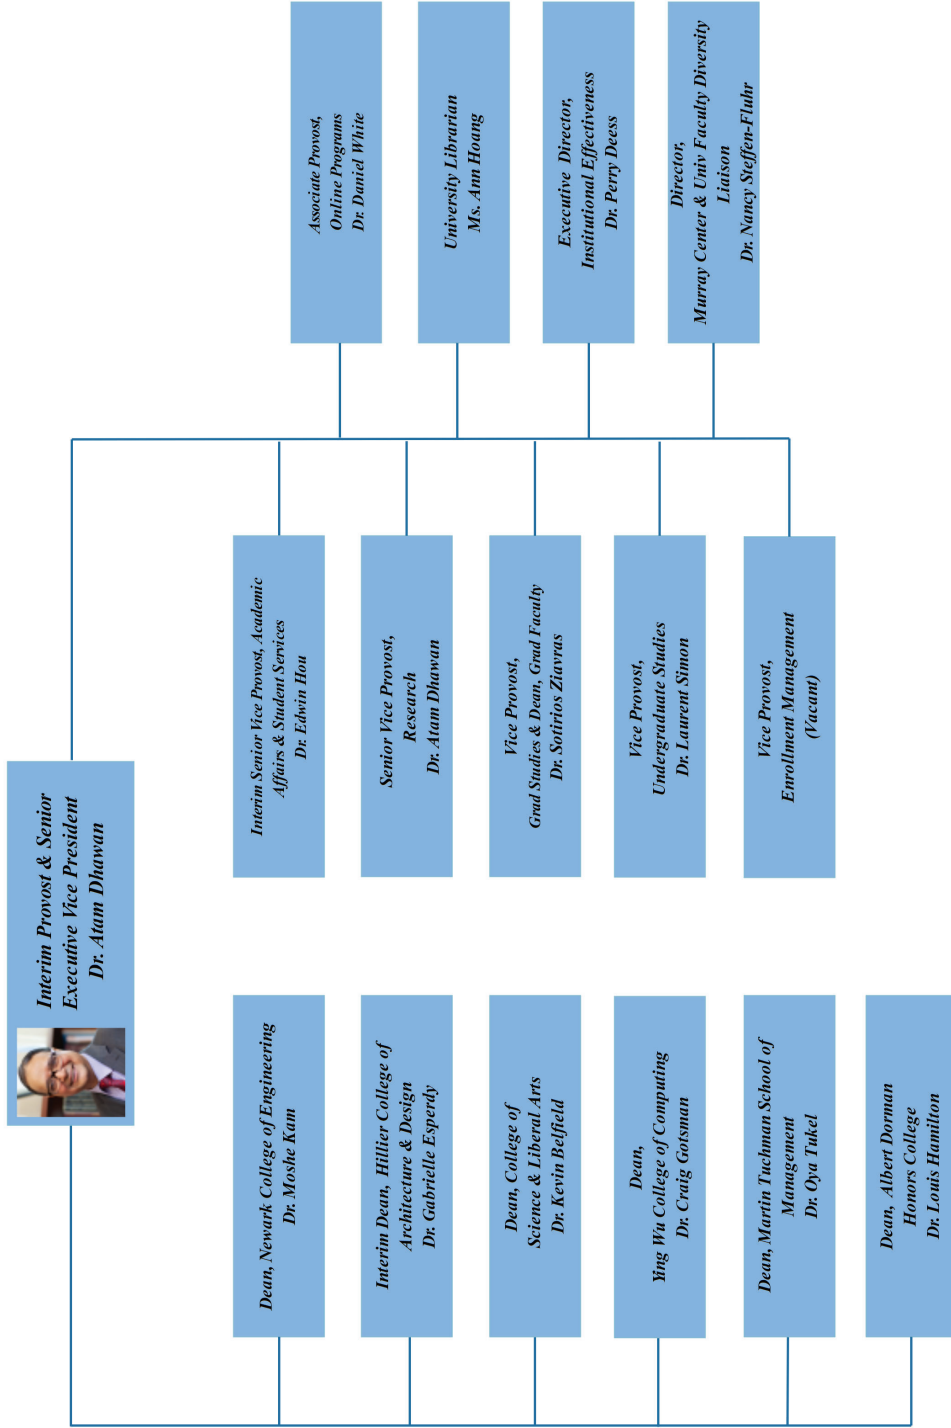 Interim Provost & Senior
Executive Vice President
Dr. Atam Dhawan
Dean, Newark College of Engineering
Dr. Moshe Kam
Interim Dean, Hillier College of
Architecture & Design
Dr. Gabrielle Esperdy
Dean, College of
Science & Liberal Arts
Dr. Kevin Belfield
Dean,
Ying Wu College of Computing
Dr. Craig Gotsman
Dean, Martin Tuchman School of
Management
Dr. Oya Tukel
Dean, Albert Dorman
Honors College
Dr. Louis Hamilton
Interim Senior Vice Provost, Academic
Affairs & Student Services
Dr. Edwin Hou
Senior Vice Provost,
Research
Dr. Atam Dhawan
Vice Provost,
Grad Studies & Dean, Grad Faculty
Dr. Sotirios Ziavras
Vice Provost,
Undergraduate Studies
Dr. Laurent Simon
Vice Provost,
Enrollment Management
(Vacant)
Associate Provost,
Online Programs
Dr. Daniel White
University Librarian
Ms. Ann Hoang
Executive Director,
Institutional Effectiveness
Dr. Perry Deess
Director,
Murray Center & Univ Faculty Diversity
Liaison
Dr. Nancy Steffen-Fluhr